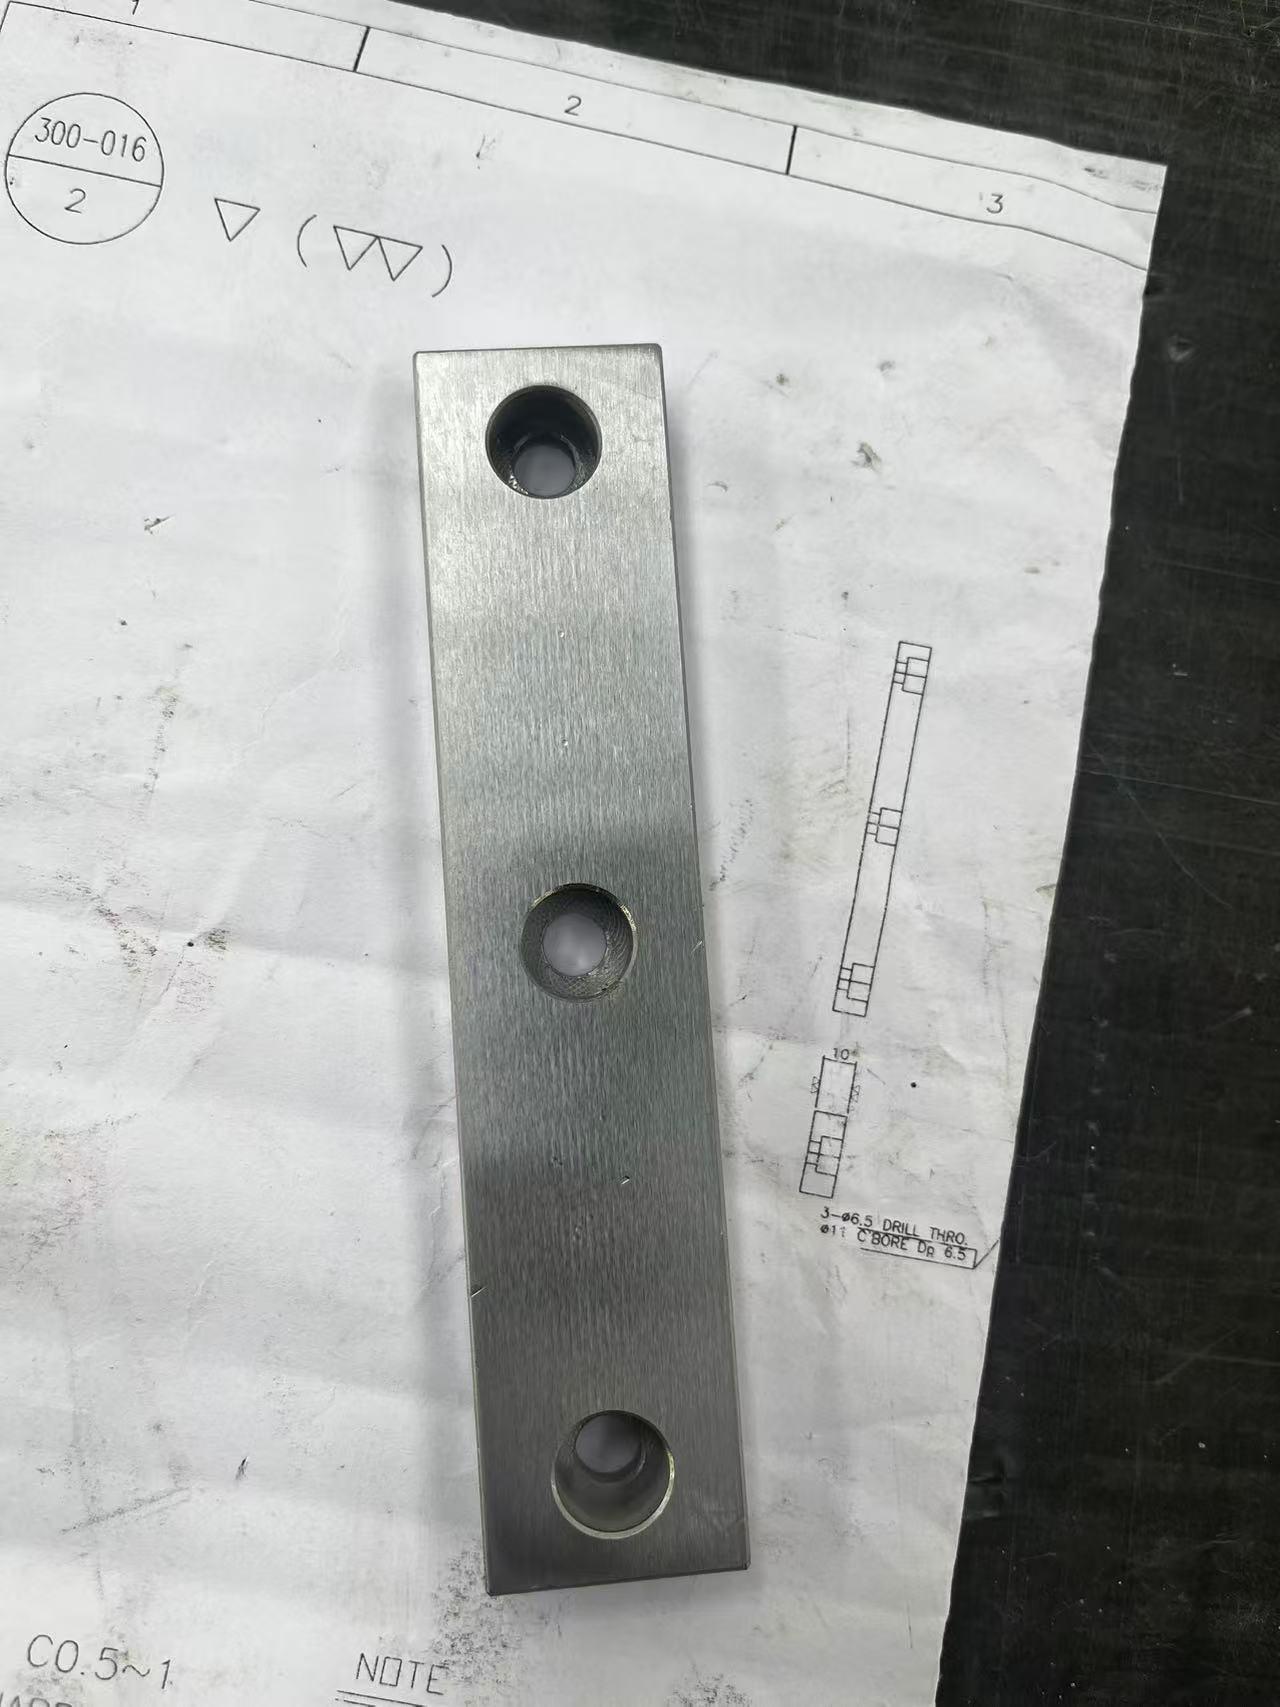 1
2
3
300-016
2
▽ (▽▽)
10
3-ø6.5 DRILL THRO.
ø11 C'BORE Dp 6.5
C0.5~1
NOTE